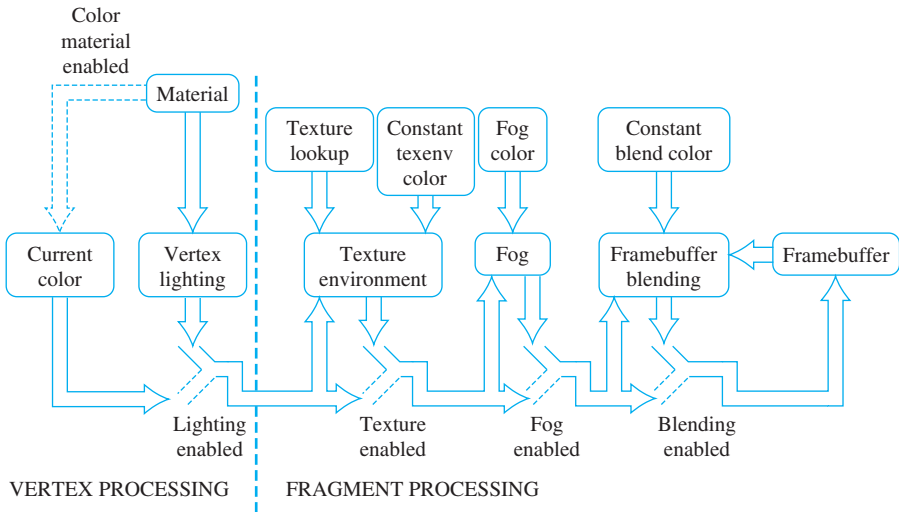 Color
material
enabled
Material
Texture
lookup
Constant
texenv
color
Fog
color
Constant
blend color
Current
color
Vertex
lighting
Texture
environment
Fog
Framebuffer
blending
Framebuffer
Lighting
enabled
Texture
enabled
Fog
enabled
Blending
enabled
VERTEX PROCESSING
FRAGMENT PROCESSING